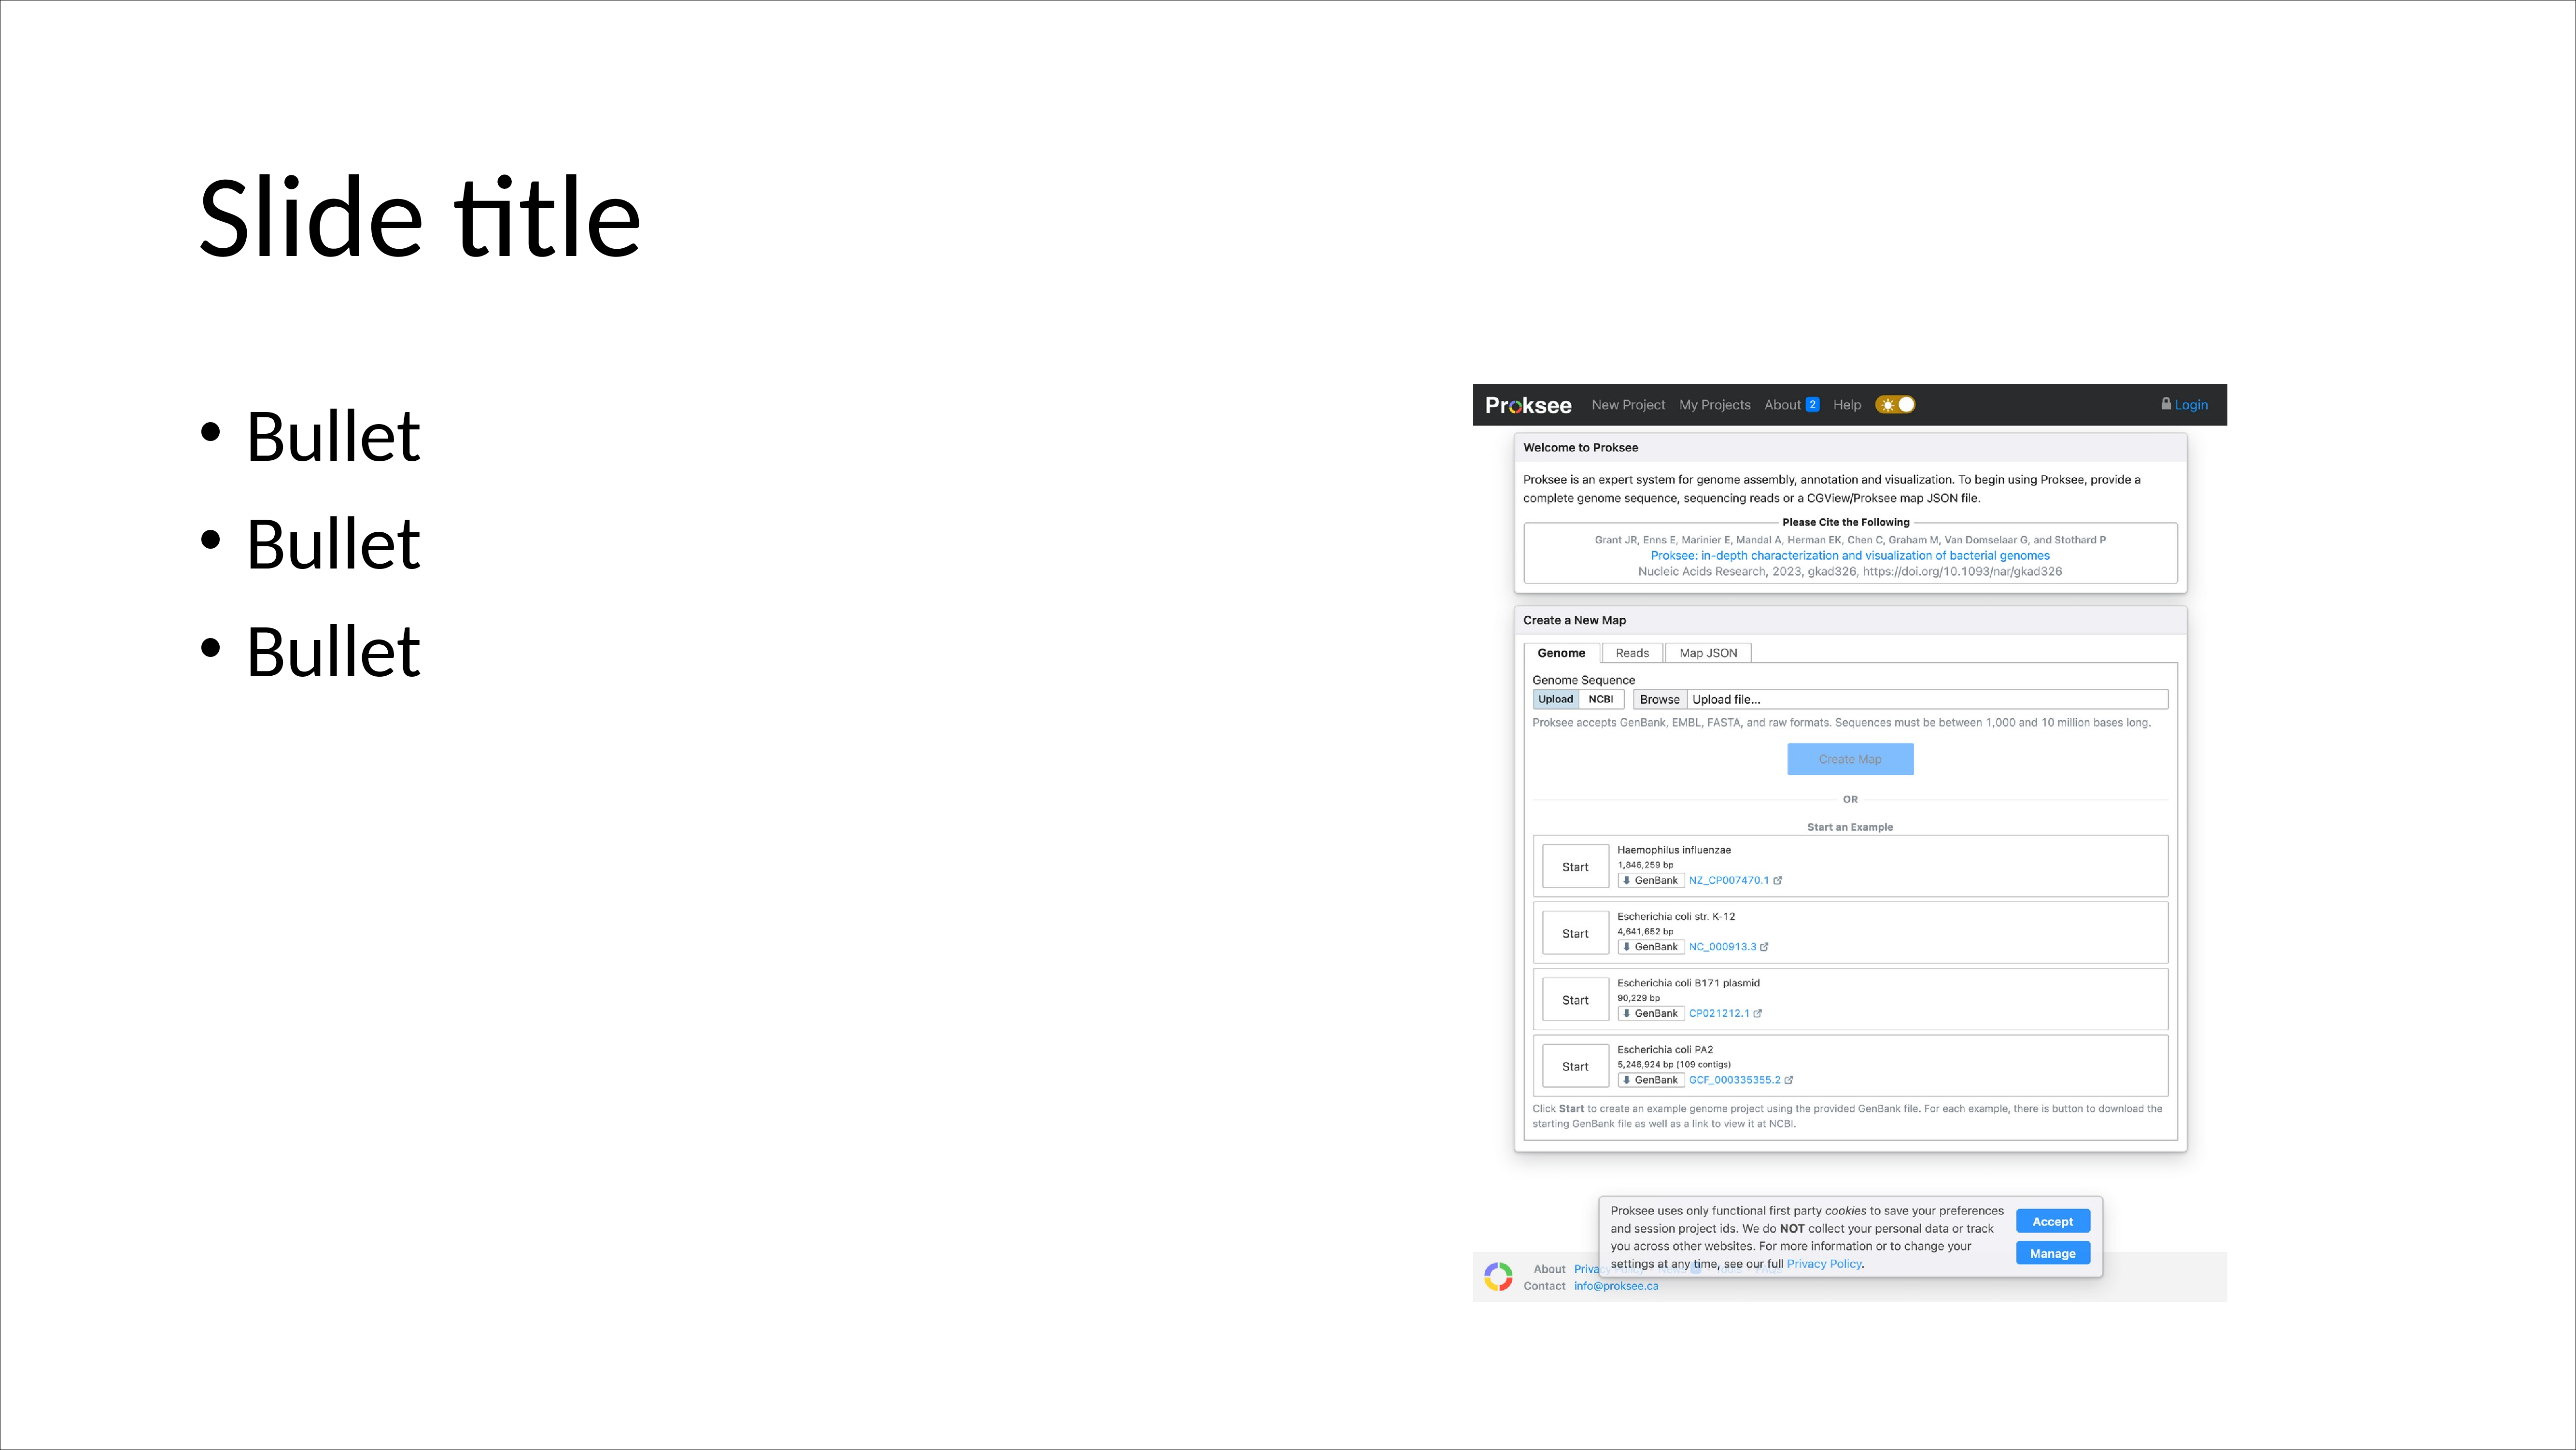 Slide title
• Bullet
• Bullet
• Bullet
Proksee New Project My Projects About 2 Help Login
Welcome to Proksee
Proksee is an expert system for genome assembly, annotation and visualization. To begin using Proksee, provide a
complete genome sequence, sequencing reads or a CGView/Proksee map JSON file.
Please Cite the Following
Grant JR, Enns E, Marinier E, Mandal A, Herman EK, Chen C, Graham M, Van Domselaar G, and Stothard P
Proksee: in-depth characterization and visualization of bacterial genomes
Nucleic Acids Research, 2023, gkad326, https://doi.org/10.1093/nar/gkad326
Create a New Map
Genome Reads Map JSON
Genome Sequence
Upload NCBI Browse Upload file...
Proksee accepts GenBank, EMBL, FASTA, and raw formats. Sequences must be between 1,000 and 10 million bases long.
Create Map
OR
Start an Example
Start
Haemophilus influenzae
1,846,259 bp
GenBank NZ_CP007470.1
Start
Escherichia coli str. K-12
4,641,652 bp
GenBank NC_000913.3
Start
Escherichia coli B171 plasmid
90,229 bp
GenBank CP021212.1
Start
Escherichia coli PA2
5,246,924 bp (109 contigs)
GenBank GCF_000335355.2
Click Start to create an example genome project using the provided GenBank file. For each example, there is button to download the
starting GenBank file as well as a link to view it at NCBI.
Proksee uses only functional first party cookies to save your preferences
and session project ids. We do NOT collect your personal data or track
you across other websites. For more information or to change your
settings at any time, see our full Privacy Policy.
Accept
Manage
About
Contact info@proksee.ca